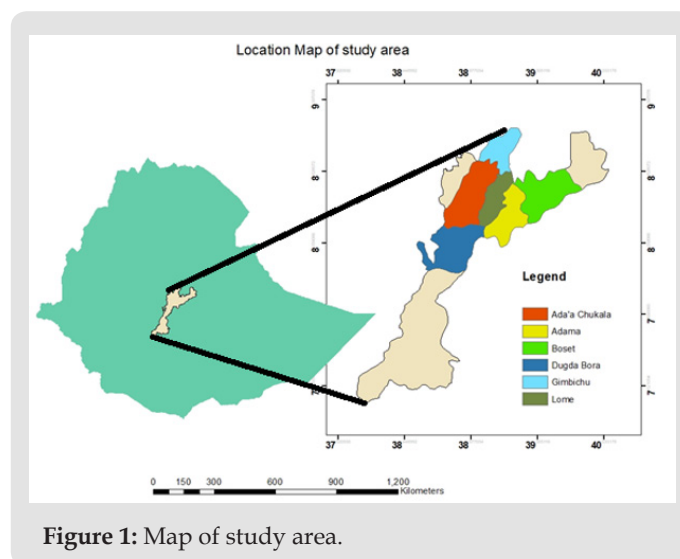 Location Map of study area
37 38 38 39 40
9
8
8
7
7
Legend
Ada'a Chukala
Adama
Boset
Dugda Bora
Gimbichu
Lome
37 38 38 39 40
0 150 300 600 900 1,200
Kilometers
Figure 1: Map of study area.